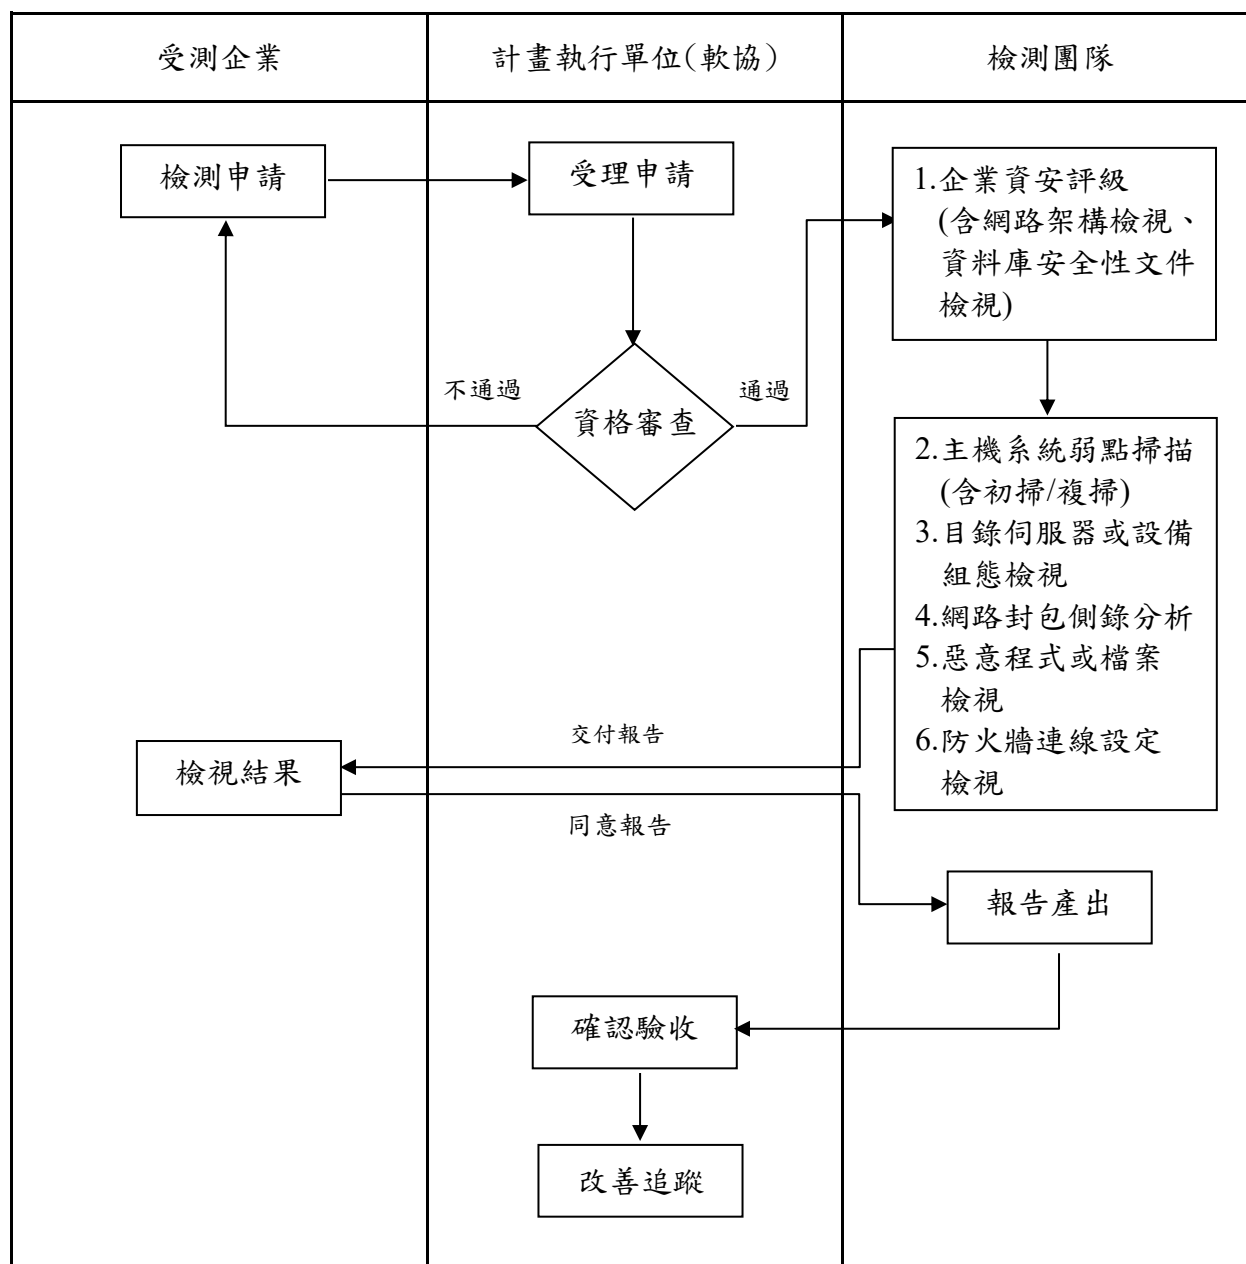 受測企業
計畫執行單位(軟協)
檢測團隊
檢測申請
受理申請
1.企業資安評級
(含網路架構檢視、
資料庫安全性文件
檢視)
不通過
通過
資格審查
2.主機系統弱點掃描
(含初掃/複掃)
3.目錄伺服器或設備
組態檢視
4.網路封包側錄分析
5.惡意程式或檔案
檢視
6.防火牆連線設定
檢視
交付報告
檢視結果
同意報告
報告產出
確認驗收
改善追蹤